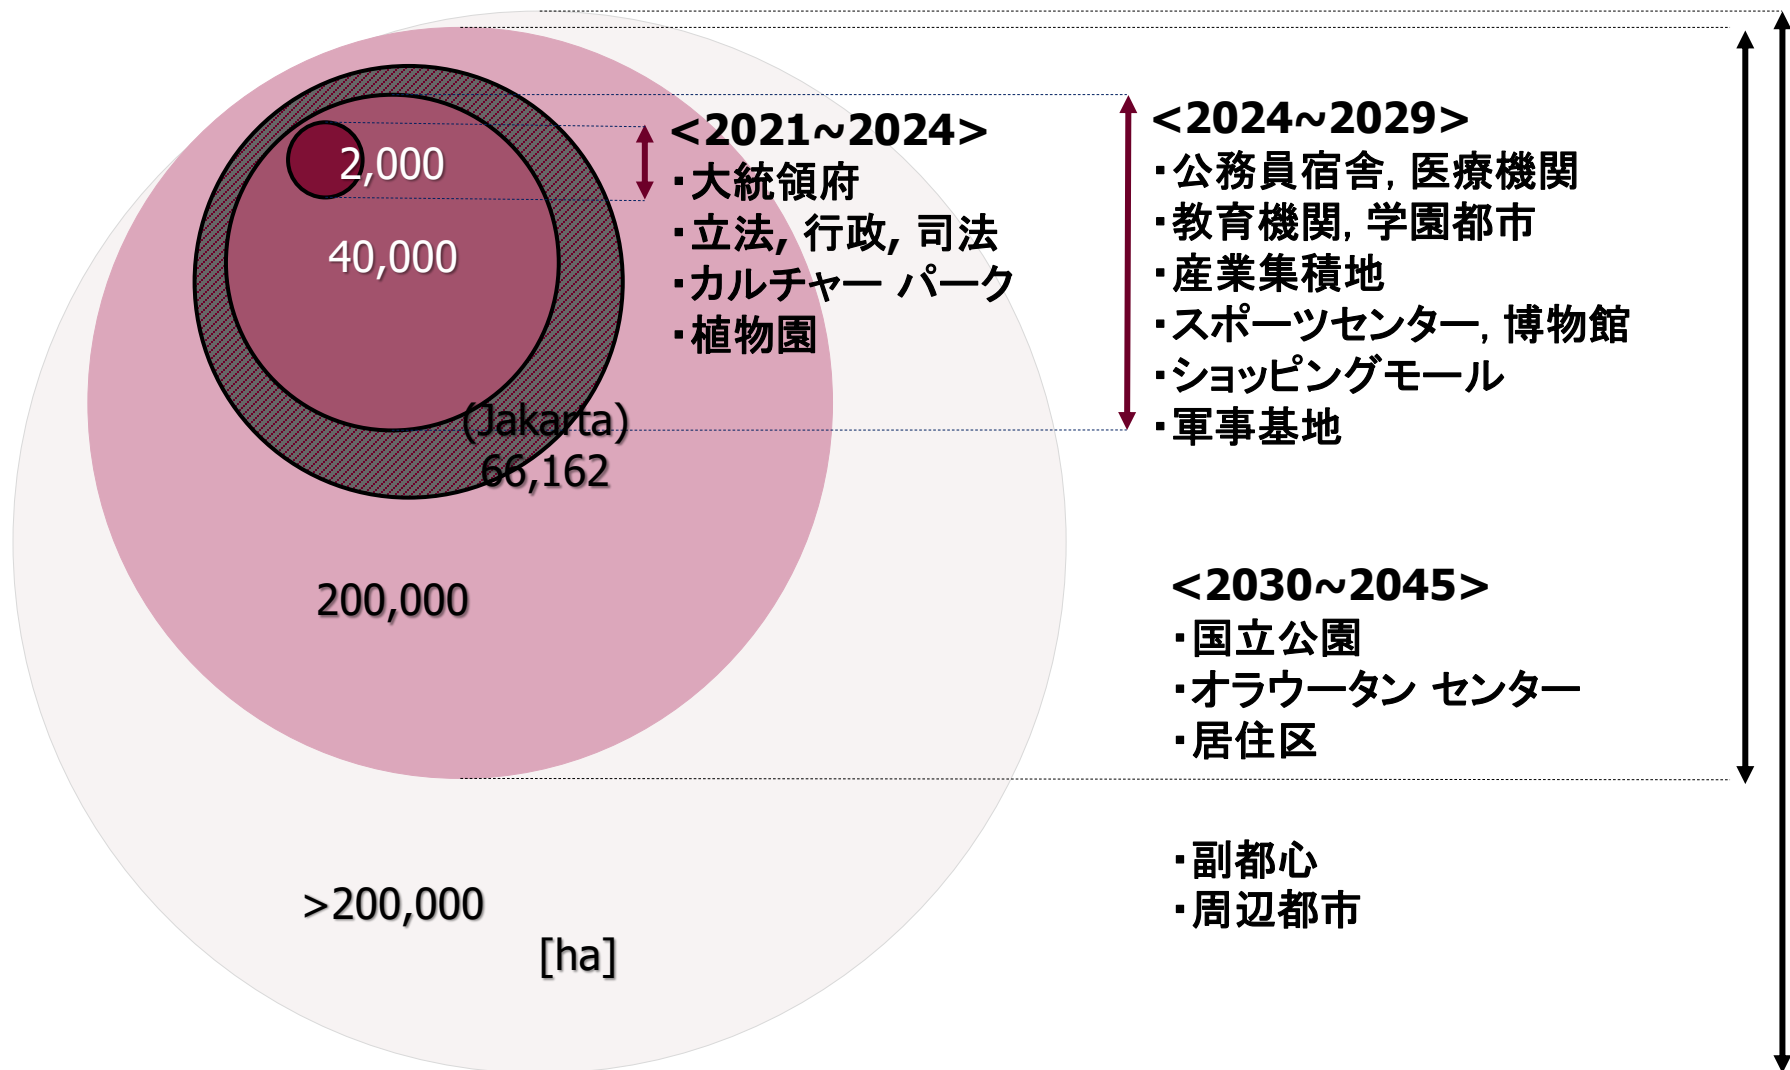 2,000
40,000
(Jakarta)
66,162
200,000
>200,000
[ha]
<2021~2024>
・大統領府
・立法, 行政, 司法
・カルチャー パーク
・植物園
<2024~2029>
・公務員宿舎, 医療機関
・教育機関, 学園都市
・産業集積地
・スポーツセンター, 博物館
・ショッピングモール
・軍事基地
<2030~2045>
・国立公園
・オラウータン センター
・居住区
・副都心
・周辺都市